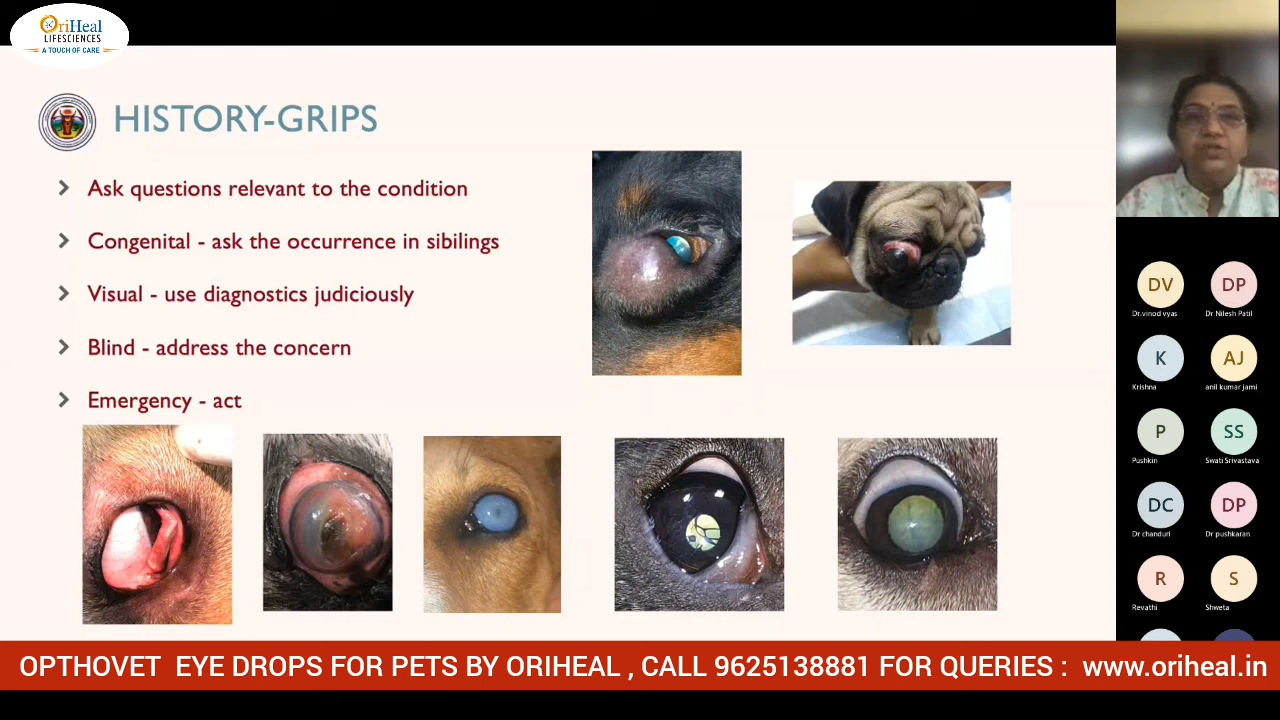 OriHeal
LIFESCIENCES
A TOUCH OF CARE
HISTORY-GRIPS
Ask questions relevant to the condition
Congenital - ask the occurrence in sibilings
Visual - use diagnostics judiciously
Blind - address the concern
Emergency - act
DV
DP
Dr.vinod vyas
Dr Nilesh Patil
K
AJ
Krishna
anil kumar jami
P
SS
Pushkin
Swati Srivastava
DC
DP
Dr chanduri
Dr pushkaran
R
S
Revathi
Shweta
OPTHOVET EYE DROPS FOR PETS BY ORIHEAL , CALL 9625138881 FOR QUERIES : www.oriheal.in